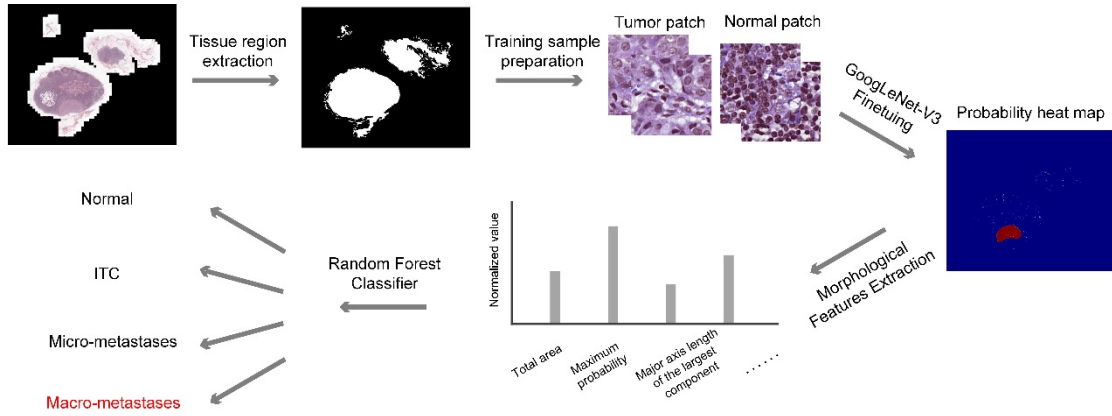 Tissue region
extraction
Training sample
preparation
Tumor patch
Normal patch
GoogLeNet-V3
Finetuing
Probability heat map
Morphological
Features Extraction
Normalized value
Total area
Maximum
probability
Major axis length
of the largest
component
......
Random Forest
Classifier
Normal
ITC
Micro-metastases
Macro-metastases